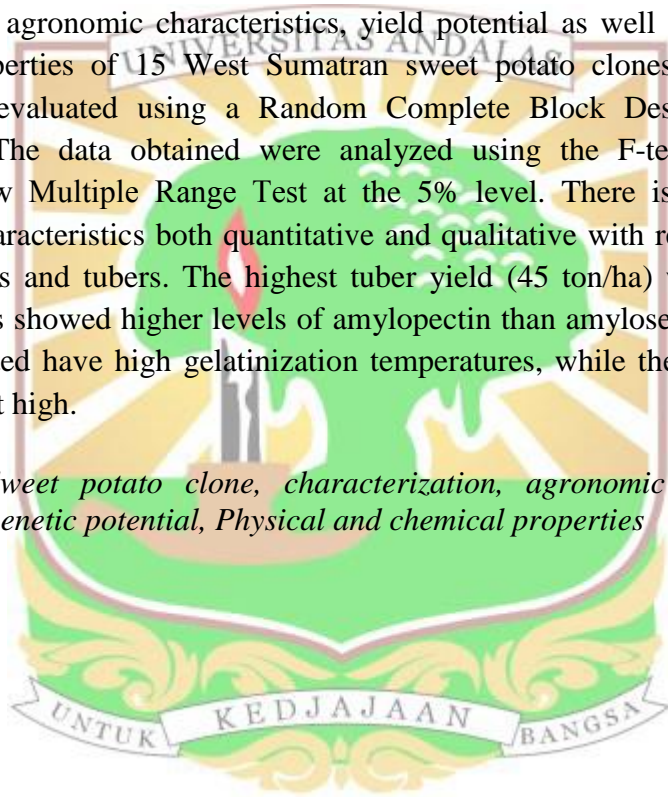 agronomic characteristics, yield potential as well
UNIVERSITAS ANDALAS
perties of 15 West Sumatran sweet potato clones
evaluated using a Random Complete Block Des
The data obtained were analyzed using the F-te
w Multiple Range Test at the 5% level. There is
aracteristics both quantitative and qualitative with r
s and tubers. The highest tuber yield (45 ton/ha)
s showed higher levels of amylopectin than amylose
ed have high gelatinization temperatures, while the
t high.
weet potato clone, characterization, agronomic
enetic potential, Physical and chemical properties
UNTUK KEDJAJAAN BANGSA